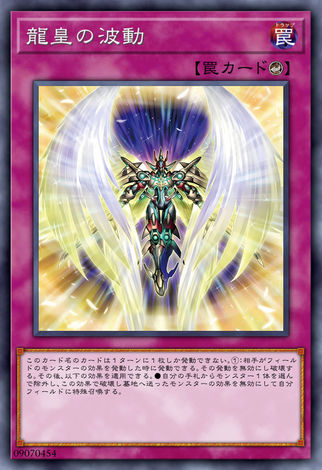 龍皇の波動
トラップ
罠
【罠カード】
このカード名のカードは1ターンに1枚しか発動できない。①:相手がフィール
ドのモンスターの効果を発動した時に発動できる。その発動を無効にし破壊す
る。その後、以下の効果を適用できる。●自分の手札からモンスター1体を選ん
で除外し、この効果で破壊し墓地へ送ったモンスターの効果を無効にして自分
フィールドに特殊召喚する。
09070454